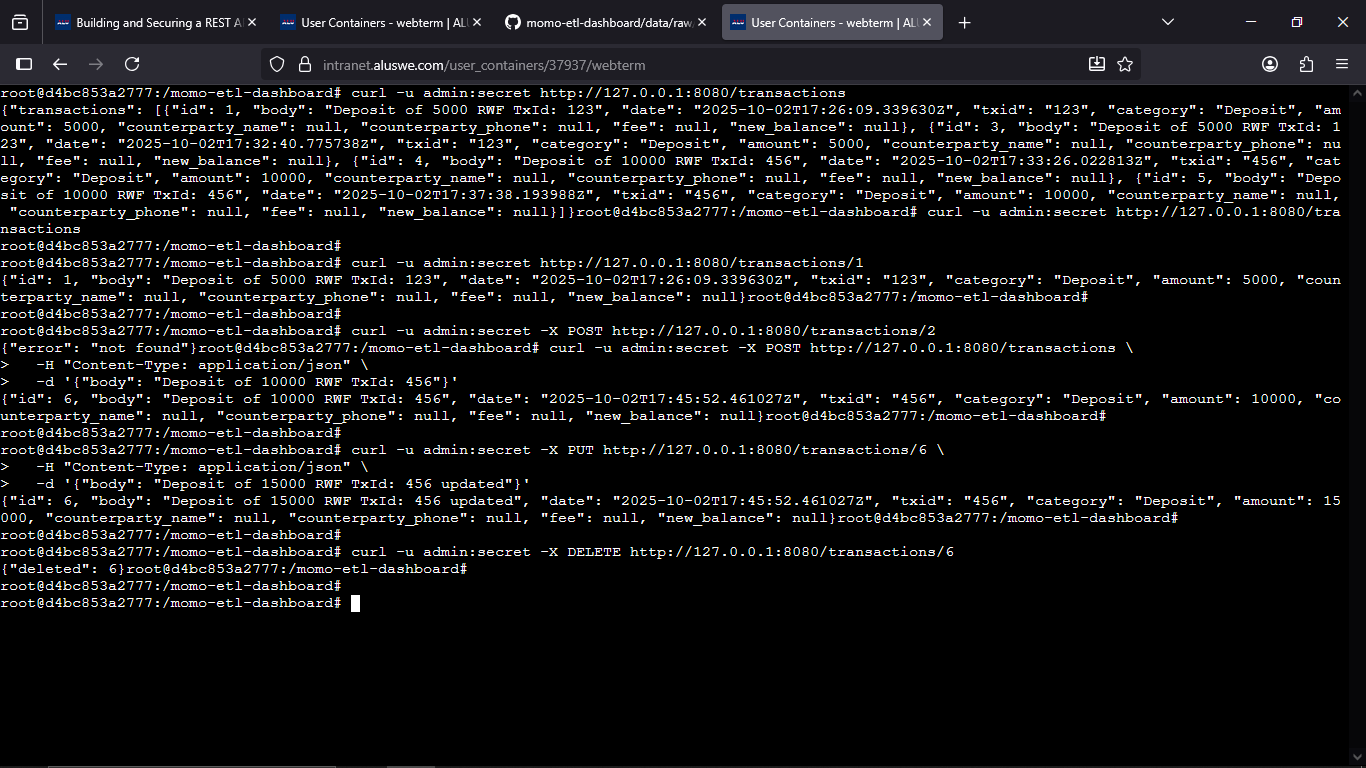 Building and Securing a REST A
User Containers - webterm | ALU
momo-etl-dashboard/data/raw
User Containers - webterm | ALU
intranet.aluswe.com/user_containers/37937/webterm
root@d4bc853a2777:/momo-etl-dashboard# curl -u admin:secret http://127.0.0.1:8080/transactions
{"transactions": [{"id": 1, "body": "Deposit of 5000 RWF TxId: 123", "date": "2025-10-02T17:26:09.339630Z", "txid": "123", "category": "Deposit", "am
ount": 5000, "counterparty_name": null, "counterparty_phone": null, "fee": null, "new_balance": null}, {"id": 3, "body": "Deposit of 5000 RWF TxId: 1
23", "date": "2025-10-02T17:32:40.775738Z", "txid": "123", "category": "Deposit", "amount": 5000, "counterparty_name": null, "counterparty_phone": nu
ll, "fee": null, "new_balance": null}, {"id": 4, "body": "Deposit of 10000 RWF TxId: 456", "date": "2025-10-02T17:33:26.022813Z", "txid": "456", "cat
egory": "Deposit", "amount": 10000, "counterparty_name": null, "counterparty_phone": null, "fee": null, "new_balance": null}, {"id": 5, "body": "Depo
sit of 10000 RWF TxId: 456", "date": "2025-10-02T17:37:38.193988Z", "txid": "456", "category": "Deposit", "amount": 10000, "counterparty_name": null,
 "counterparty_phone": null, "fee": null, "new_balance": null}]}root@d4bc853a2777:/momo-etl-dashboard# curl -u admin:secret http://127.0.0.1:8080/tra
nsactions
root@d4bc853a2777:/momo-etl-dashboard#
root@d4bc853a2777:/momo-etl-dashboard# curl -u admin:secret http://127.0.0.1:8080/transactions/1
{"id": 1, "body": "Deposit of 5000 RWF TxId: 123", "date": "2025-10-02T17:26:09.339630Z", "txid": "123", "category": "Deposit", "amount": 5000, "coun
terparty_name": null, "counterparty_phone": null, "fee": null, "new_balance": null}root@d4bc853a2777:/momo-etl-dashboard#
root@d4bc853a2777:/momo-etl-dashboard#
root@d4bc853a2777:/momo-etl-dashboard# curl -u admin:secret -X POST http://127.0.0.1:8080/transactions/2
{"error": "not found"}root@d4bc853a2777:/momo-etl-dashboard# curl -u admin:secret -X POST http://127.0.0.1:8080/transactions \
>   -H "Content-Type: application/json" \
>   -d '{"body": "Deposit of 10000 RWF TxId: 456"}'
{"id": 6, "body": "Deposit of 10000 RWF TxId: 456", "date": "2025-10-02T17:45:52.461027Z", "txid": "456", "category": "Deposit", "amount": 10000, "co
unterparty_name": null, "counterparty_phone": null, "fee": null, "new_balance": null}root@d4bc853a2777:/momo-etl-dashboard#
root@d4bc853a2777:/momo-etl-dashboard#
root@d4bc853a2777:/momo-etl-dashboard# curl -u admin:secret -X PUT http://127.0.0.1:8080/transactions/6 \
>   -H "Content-Type: application/json" \
>   -d '{"body": "Deposit of 15000 RWF TxId: 456 updated"}'
{"id": 6, "body": "Deposit of 15000 RWF TxId: 456 updated", "date": "2025-10-02T17:45:52.461027Z", "txid": "456", "category": "Deposit", "amount": 15
000, "counterparty_name": null, "counterparty_phone": null, "fee": null, "new_balance": null}root@d4bc853a2777:/momo-etl-dashboard#
root@d4bc853a2777:/momo-etl-dashboard#
root@d4bc853a2777:/momo-etl-dashboard# curl -u admin:secret -X DELETE http://127.0.0.1:8080/transactions/6
{"deleted": 6}root@d4bc853a2777:/momo-etl-dashboard#
root@d4bc853a2777:/momo-etl-dashboard#
root@d4bc853a2777:/momo-etl-dashboard#